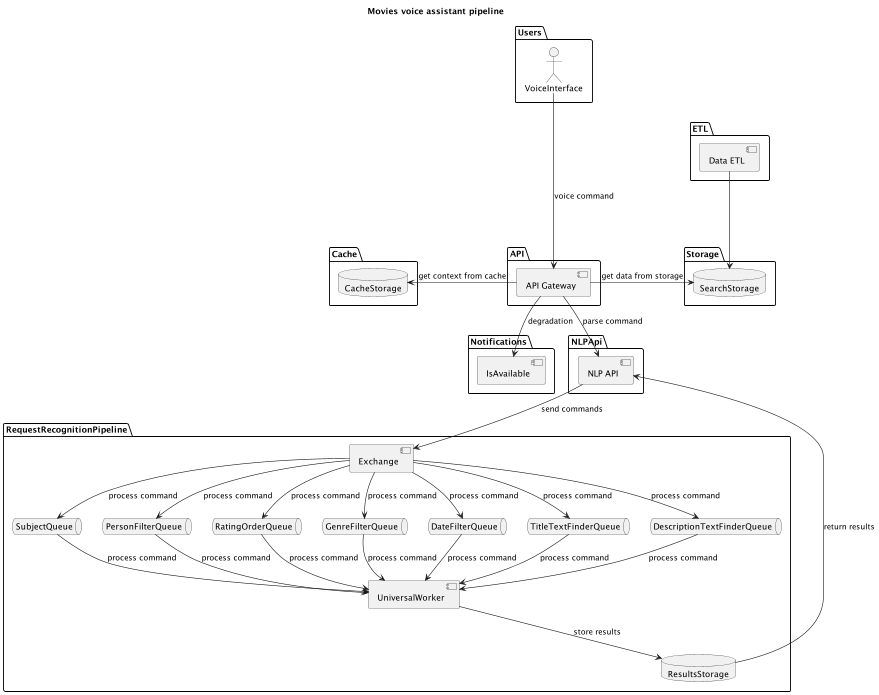 Movies voice assistant pipeline
Users
VoiceInterface
ETL
Data ETL
voice command
Cache
CacheStorage
get context from cache
API
API Gateway
get data from storage
Storage
SearchStorage
degradation
parse command
Notifications
IsAvailable
NLPApi
NLP API
send commands
RequestRecognitionPipeline
Exchange
process command
process command
process command
process command
process command
process command
process command
SubjectQueue
PersonFilterQueue
RatingOrderQueue
GenreFilterQueue
DateFilterQueue
TitleTextFinderQueue
DescriptionTextFinderQueue
return results
process command
process command
process command
process command
process command
process command
process command
UniversalWorker
store results
ResultsStorage